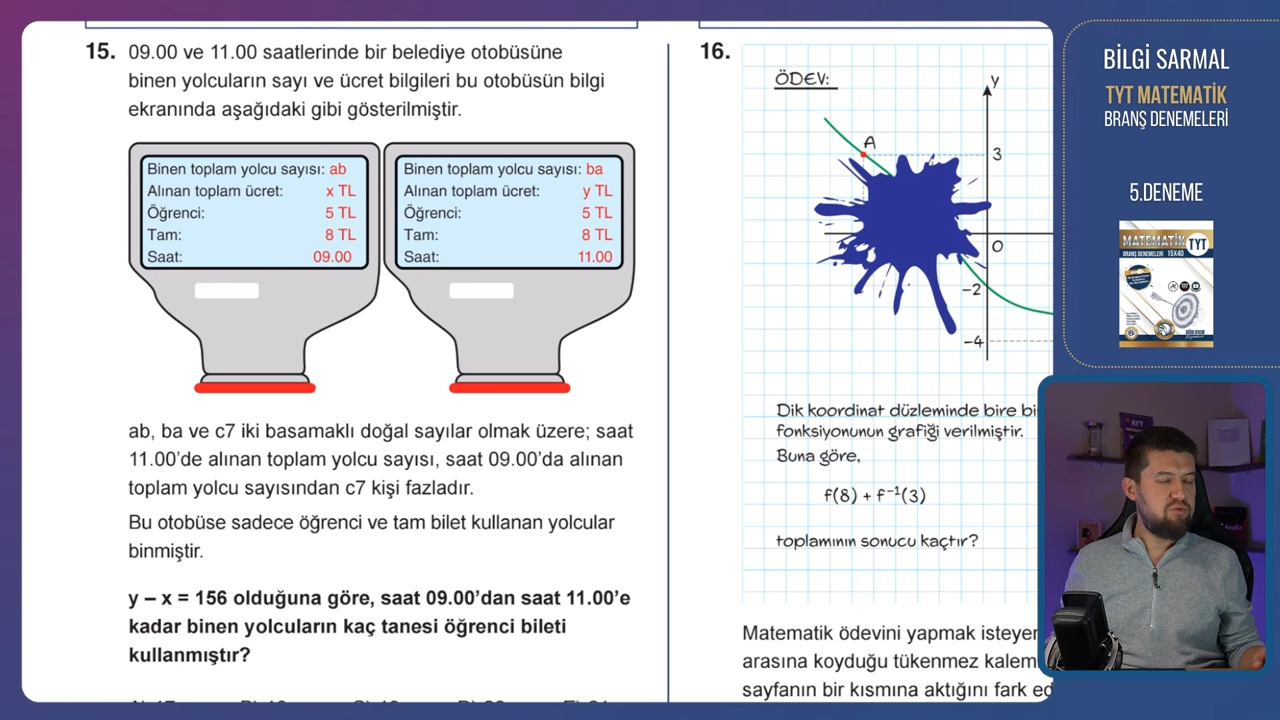 15. 09.00 ve 11.00 saatlerinde bir belediye otobüsüne
binen yolcuların sayı ve ücret bilgileri bu otobüsün bilgi
ekranında aşağıdaki gibi gösterilmiştir.
Binen toplam yolcu sayısı: ab
Alınan toplam ücret: x TL
Öğrenci: 5 TL
Tam: 8 TL
Saat: 09.00
Binen toplam yolcu sayısı: ba
Alınan toplam ücret: y TL
Öğrenci: 5 TL
Tam: 8 TL
Saat: 11.00
ab, ba ve c7 iki basamaklı doğal sayılar olmak üzere; saat
11.00'de alınan toplam yolcu sayısı, saat 09.00'da alınan
toplam yolcu sayısından c7 kişi fazladır.
Bu otobüse sadece öğrenci ve tam bilet kullanan yolcular
binmiştir.
y – x = 156 olduğuna göre, saat 09.00'dan saat 11.00'e
kadar binen yolcuların kaç tanesi öğrenci bileti
kullanmıştır?
16.
ÖDEV:
y
A
3
O
–2
–4
Dik koordinat düzleminde bire bi
fonksiyonunun grafiği verilmiştir.
Buna göre,
f(8) + f⁻¹(3)
toplamının sonucu kaçtır?
Matematik ödevini yapmak isteyen
arasına koyduğu tükenmez kalem
sayfanın bir kısmına aktığını fark ed
BİLGİ SARMAL
TYT MATEMATİK
BRANŞ DENEMELERİ
5.DENEME
MATEMATİK TYT
BRANŞ DENEMELERİ 15X40